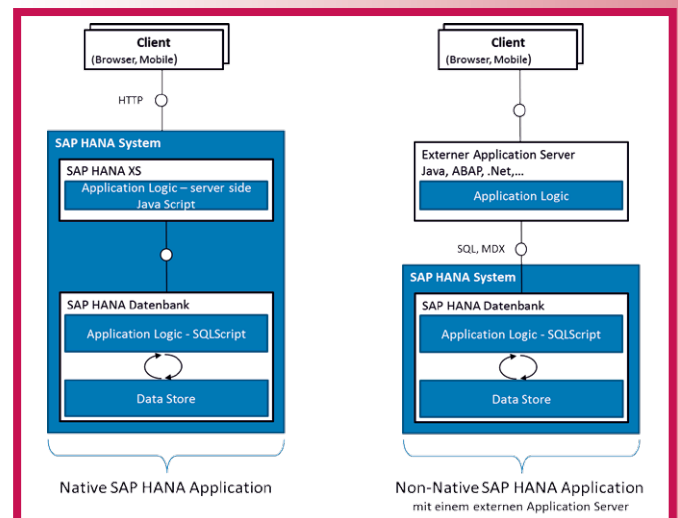 Client
(Browser, Mobile)
HTTP
SAP HANA System
SAP HANA XS
Application Logic – server side
Java Script
SAP HANA Datenbank
Application Logic - SQLScript
Data Store
Native SAP HANA Application
Client
(Browser, Mobile)
Externer Application Server
Java, ABAP, .Net,...
Application Logic
SQL, MDX
SAP HANA System
SAP HANA Datenbank
Application Logic - SQLScript
Data Store
Non-Native SAP HANA Application
mit einem externen Application Server